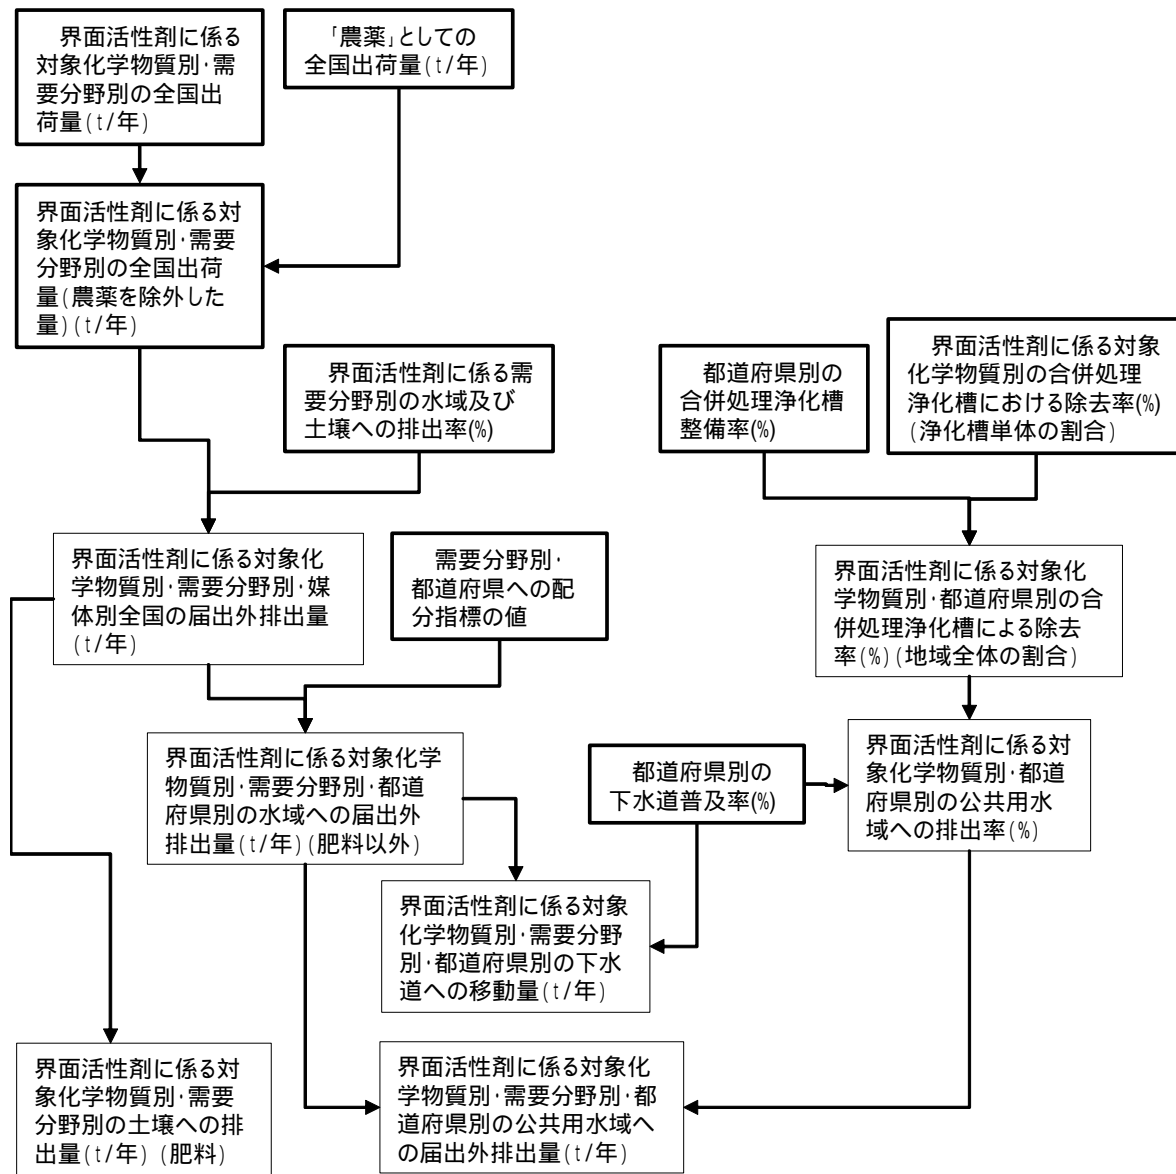 界面活性剤に係る
対象化学物質別･需
要分野別の全国出
荷量(t/年)
｢農薬｣としての
全国出荷量(t/年)
界面活性剤に係る対
象化学物質別･需要
分野別の全国出荷
量(農薬を除外した
量)(t/年)
界面活性剤に係る需
要分野別の水域及び
土壌への排出率(%)
都道府県別の
合併処理浄化槽
整備率(%)
界面活性剤に係る対象
化学物質別の合併処理
浄化槽における除去率(%)
(浄化槽単体の割合)
界面活性剤に係る対象化
学物質別･需要分野別･媒
体別全国の届出外排出量
(t/年)
需要分野別･
都道府県への配
分指標の値
界面活性剤に係る対象化
学物質別･都道府県別の合
併処理浄化槽による除去
率(%)(地域全体の割合)
界面活性剤に係る対象化学
物質別･需要分野別･都道
府県別の水域への届出外
排出量(t/年)(肥料以外)
都道府県別の
下水道普及率(%)
界面活性剤に係る対
象化学物質別･都道
府県別の公共用水
域への排出率(%)
界面活性剤に係る対象
化学物質別･需要分野
別･都道府県別の下水
道への移動量(t/年)
界面活性剤に係る対
象化学物質別･需要
分野別の土壌への排
出量(t/年) (肥料)
界面活性剤に係る対象化
学物質別･需要分野別･都
道府県別の公共用水域へ
の届出外排出量(t/年)